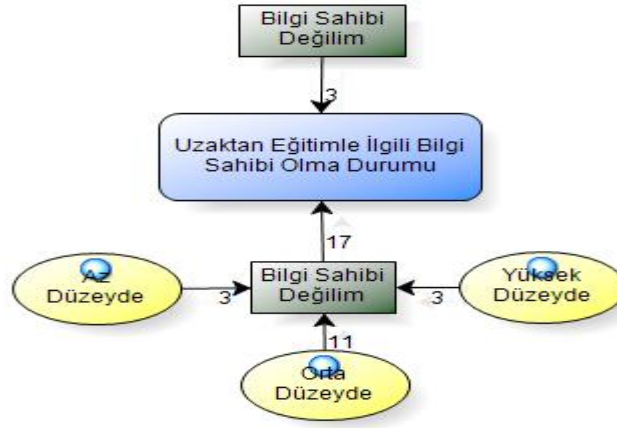 Bilgi Sahibi
Değilim
3
Uzaktan Eğitimle İlgili Bilgi
Sahibi Olma Durumu
17
Az
Düzeyde
3
Bilgi Sahibi
Değilim
3
Yüksek
Düzeyde
11
Orta
Düzeyde